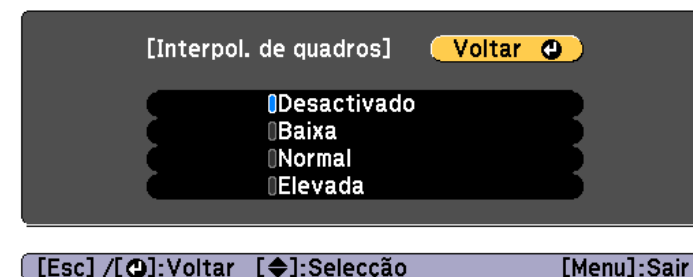 [Interpol. de quadros] Voltar
Desactivado
Baixa
Normal
Elevada
[Esc] /[⏎]:Voltar [◆]:Selecção [Menu]:Sair